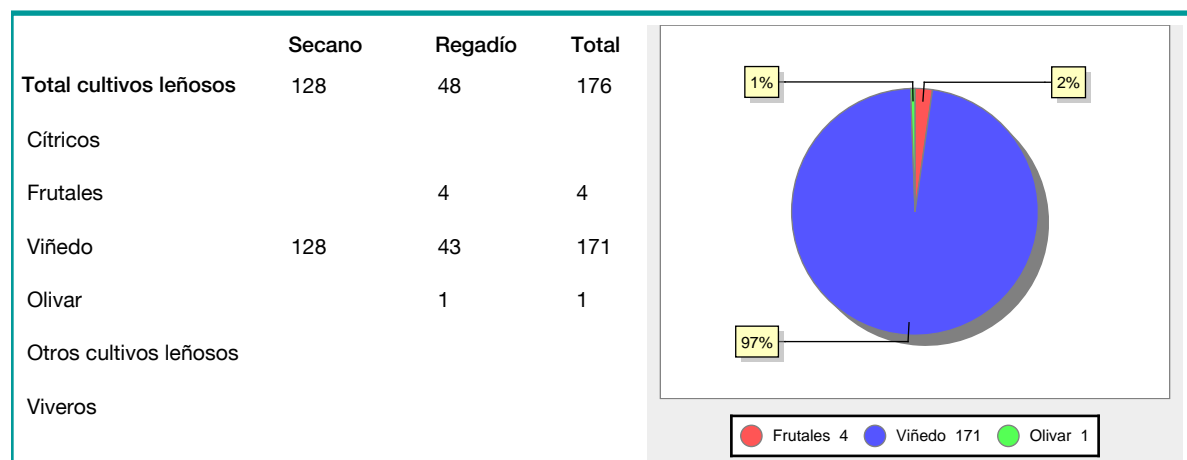 Secano Regadío Total
Total cultivos leñosos 128 48 176
Cítricos
Frutales 4 4
Viñedo 128 43 171
Olivar 1 1
Otros cultivos leñosos
Viveros
1% 2%
97%
Frutales 4 Viñedo 171 Olivar 1